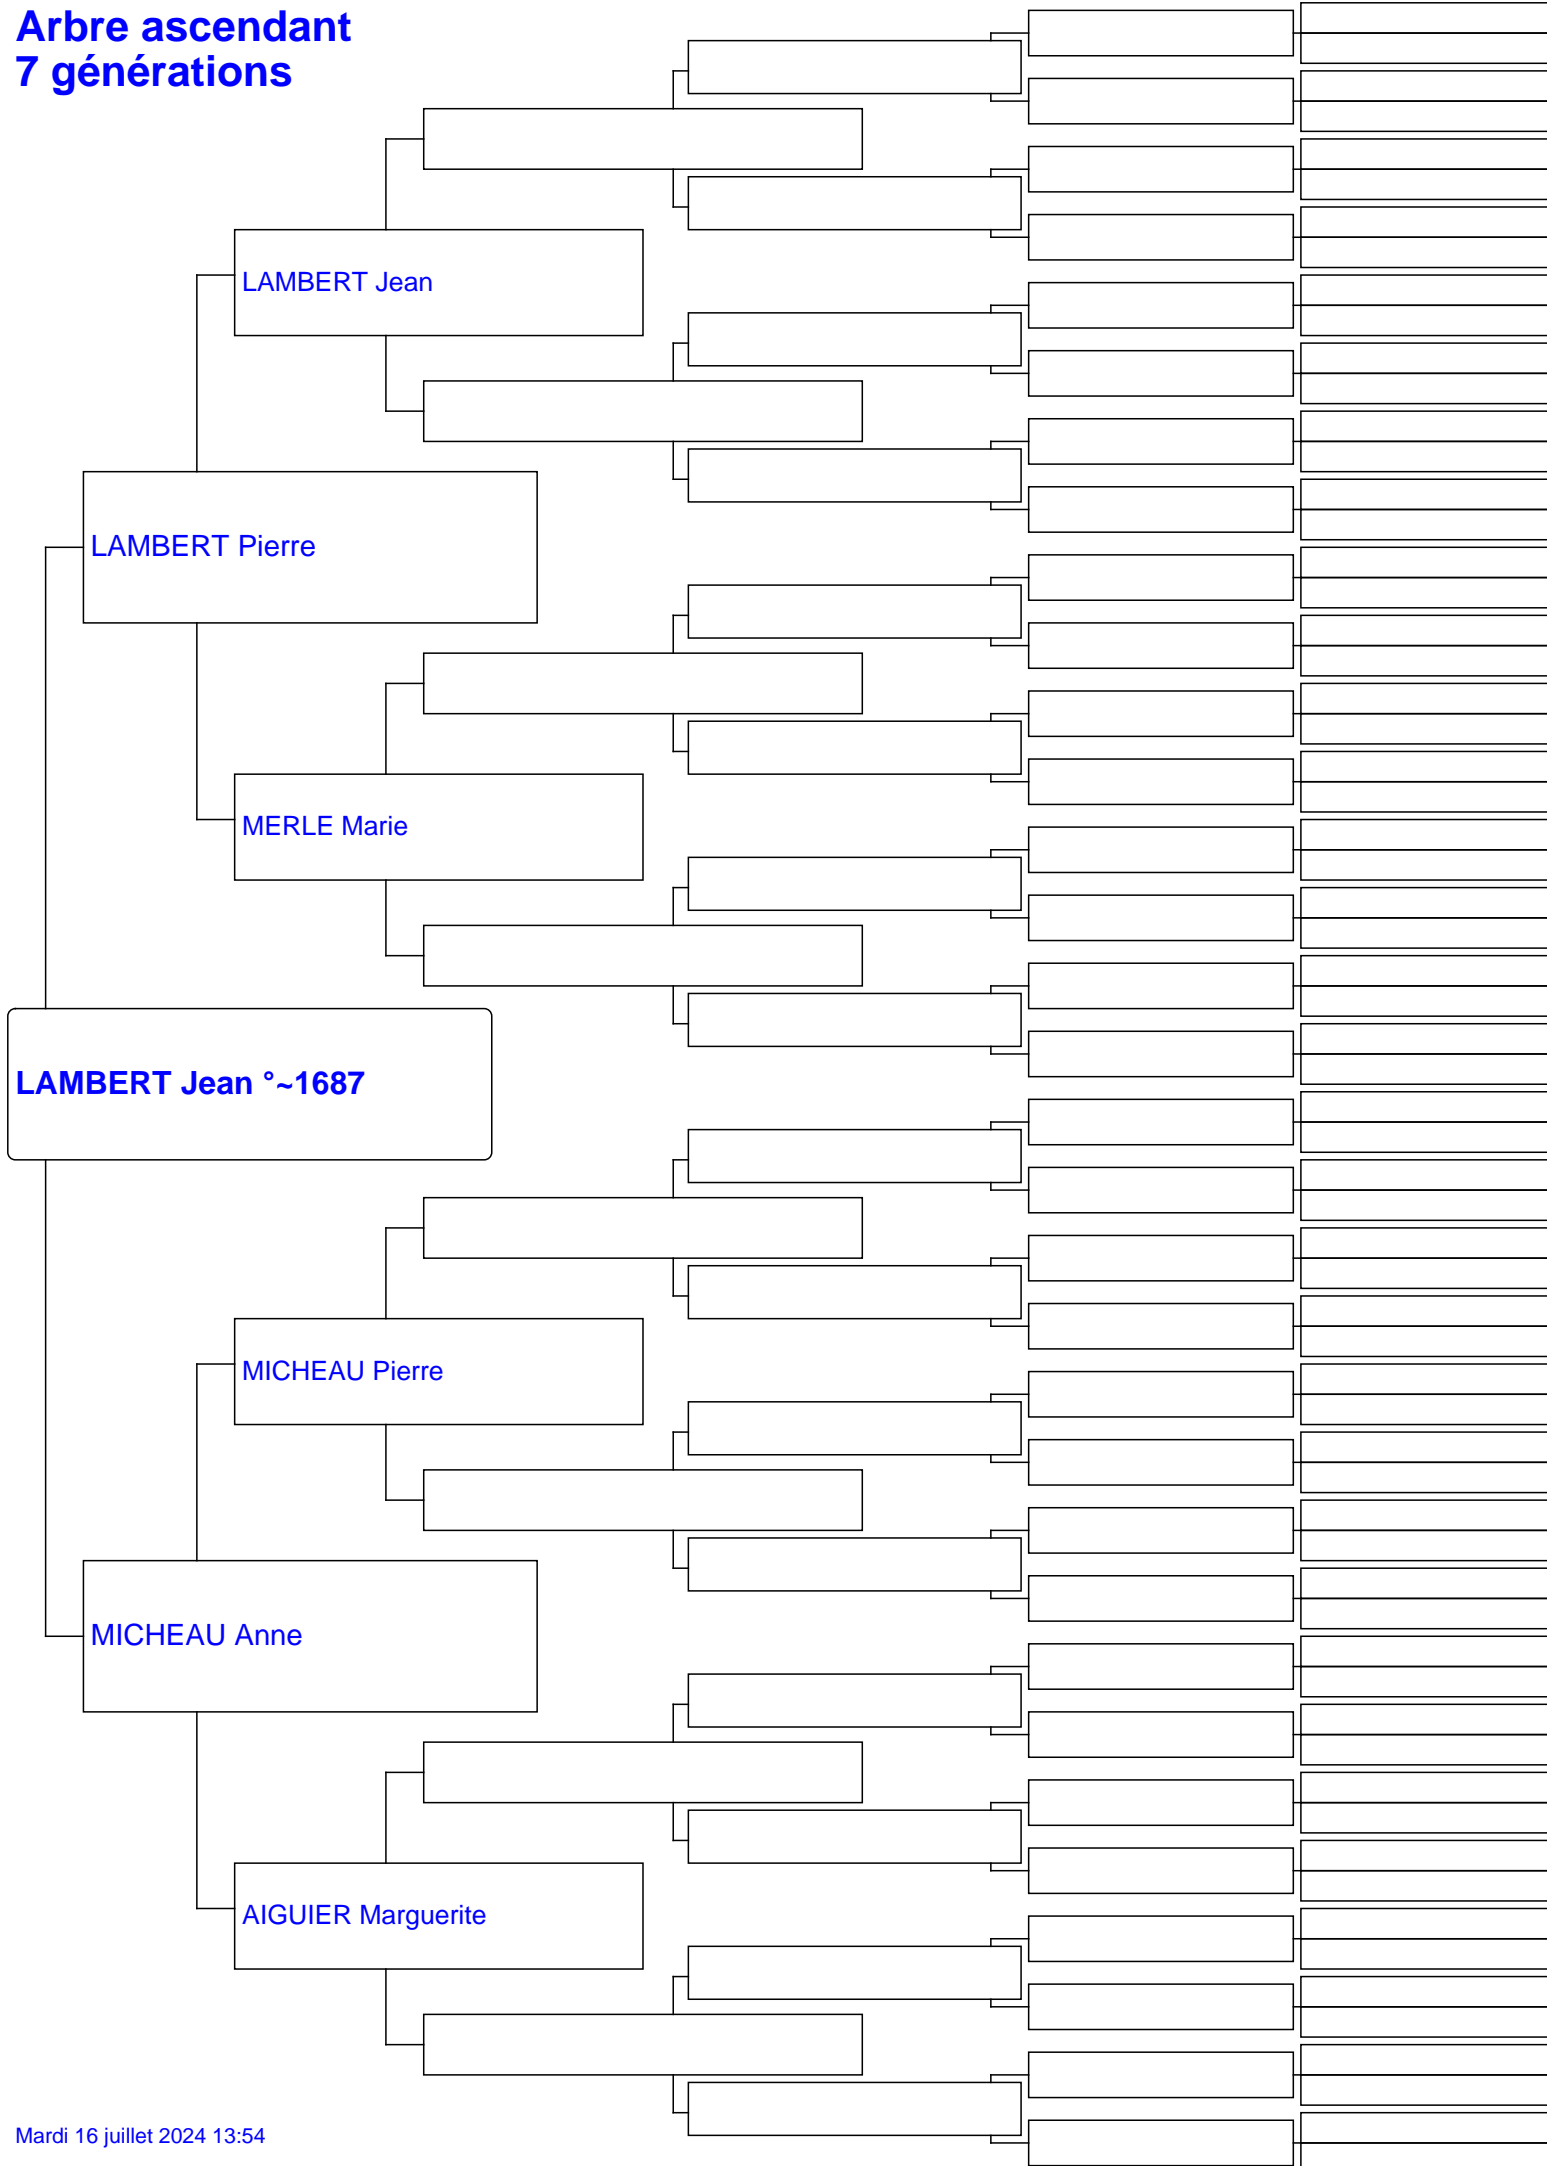 Arbre ascendant
7 générations
LAMBERT Jean
LAMBERT Pierre
MERLE Marie
LAMBERT Jean °~1687
MICHEAU Pierre
MICHEAU Anne
AIGUIER Marguerite
Mardi 16 juillet 2024 13:54